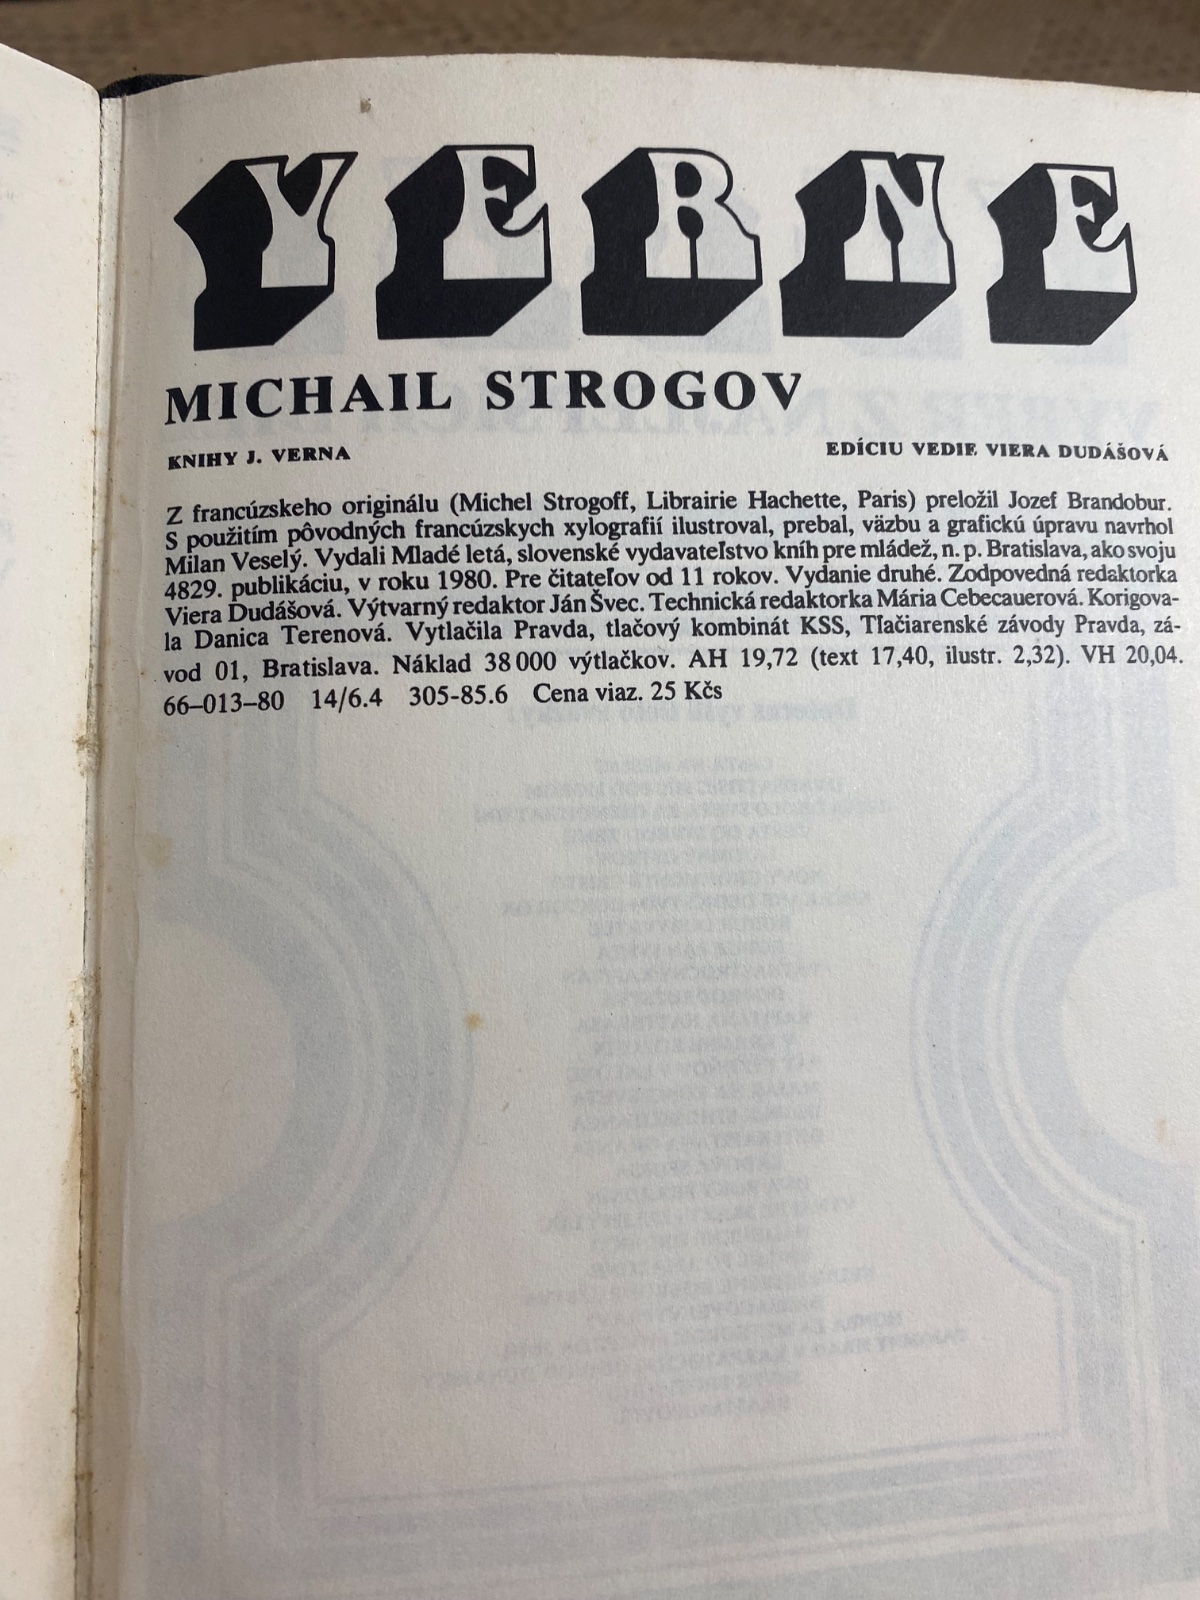 VERNE
MICHAIL STROGOV
KNIHY J. VERNA EDÍCIU VEDIE VIERA DUDÁŠOVÁ
Z francúzskeho originálu (Michel Strogoff, Librairie Hachette, Paris) preložil Jozef Brandobur.
S použitím pôvodných francúzskych xylografií ilustroval, prebal, väzbu a grafickú úpravu navrhol
Milan Veselý. Vydali Mladé letá, slovenské vydavateľstvo kníh pre mládež, n. p. Bratislava, ako svoju
4829. publikáciu, v roku 1980. Pre čitateľov od 11 rokov. Vydanie druhé. Zodpovedná redaktorka
Viera Dudášová. Výtvarný redaktor Ján Švec. Technická redaktorka Mária Cebecauerová. Korigova-
la Danica Terenová. Vytlačila Pravda, tlačový kombinát KSS, Tlačiarenské závody Pravda, zá-
vod 01, Bratislava. Náklad 38 000 výtlačkov. AH 19,72 (text 17,40, ilustr. 2,32). VH 20,04.
66–013–80 14/6.4 305-85.6 Cena viaz. 25 Kčs